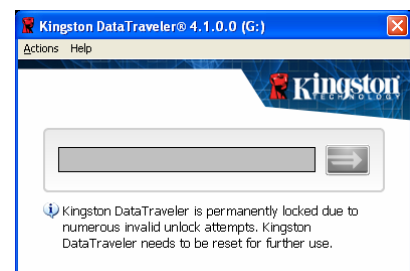 Kingston DataTraveler® 4.1.0.0 (G:)
Actions Help
Kingston
TECHNOLOGY
Kingston DataTraveler is permanently locked due to
numerous invalid unlock attempts. Kingston
DataTraveler needs to be reset for further use.